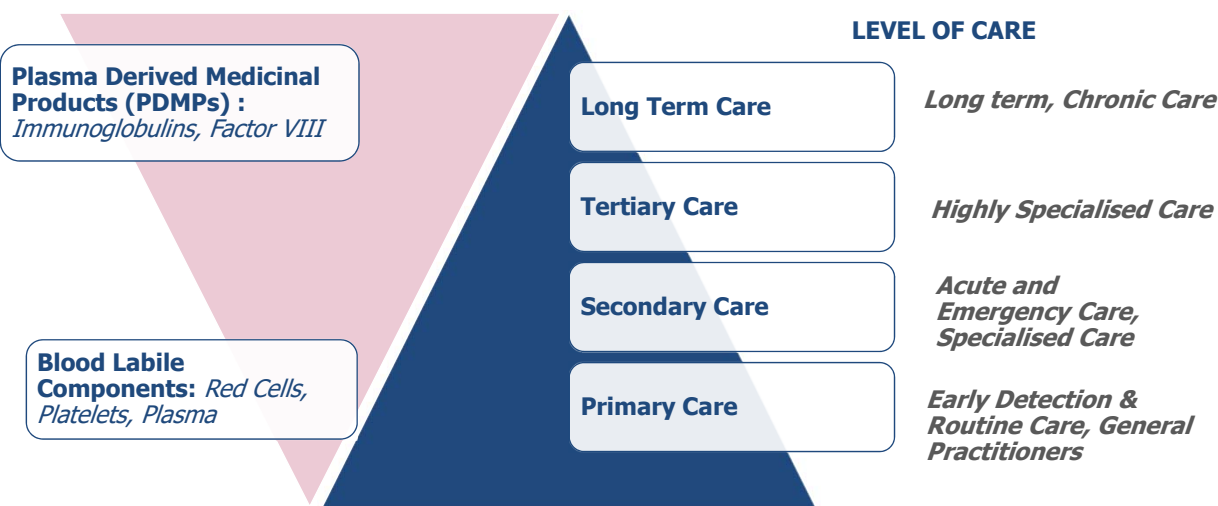 LEVEL OF CARE
Plasma Derived Medicinal
Products (PDMPs) :
Immunoglobulins, Factor VIII
Long Term Care
Long term, Chronic Care
Tertiary Care
Highly Specialised Care
Secondary Care
Acute and
Emergency Care,
Specialised Care
Blood Labile
Components: Red Cells,
Platelets, Plasma
Primary Care
Early Detection &
Routine Care, General
Practitioners